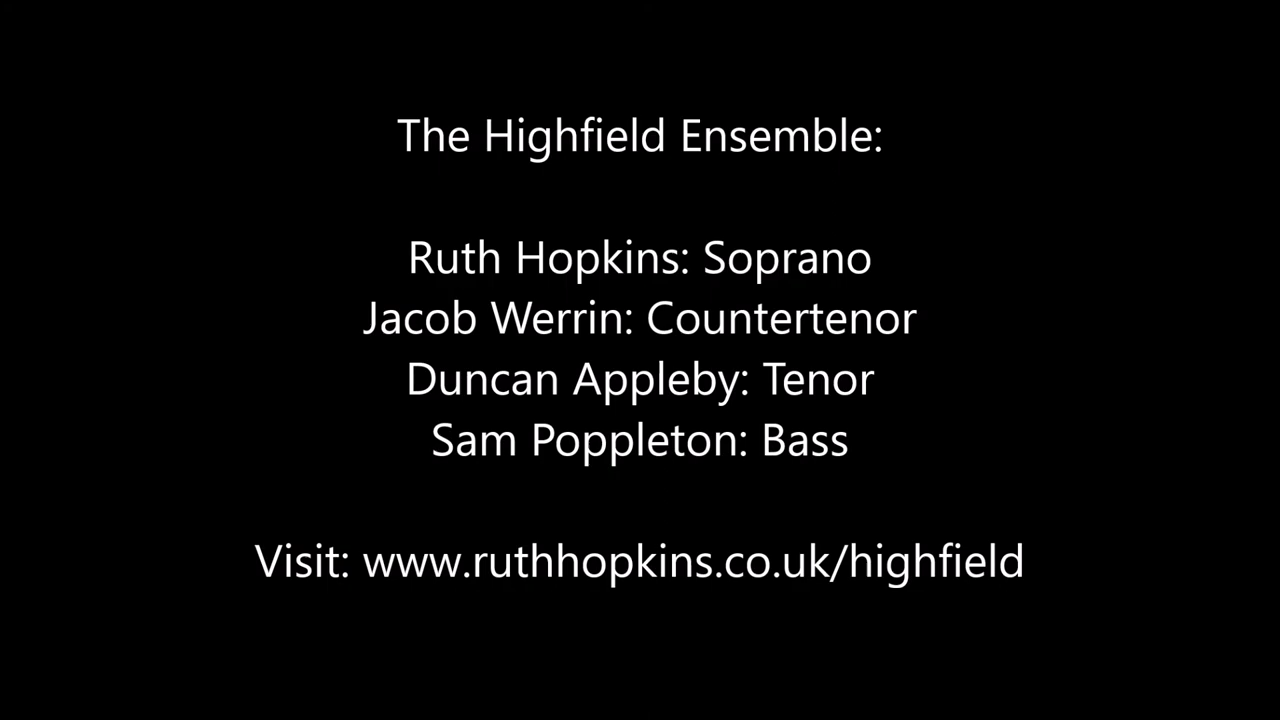 The Highfield Ensemble:
Ruth Hopkins: Soprano
Jacob Werrin: Countertenor
Duncan Appleby: Tenor
Sam Poppleton: Bass
Visit: www.ruthhopkins.co.uk/highfield